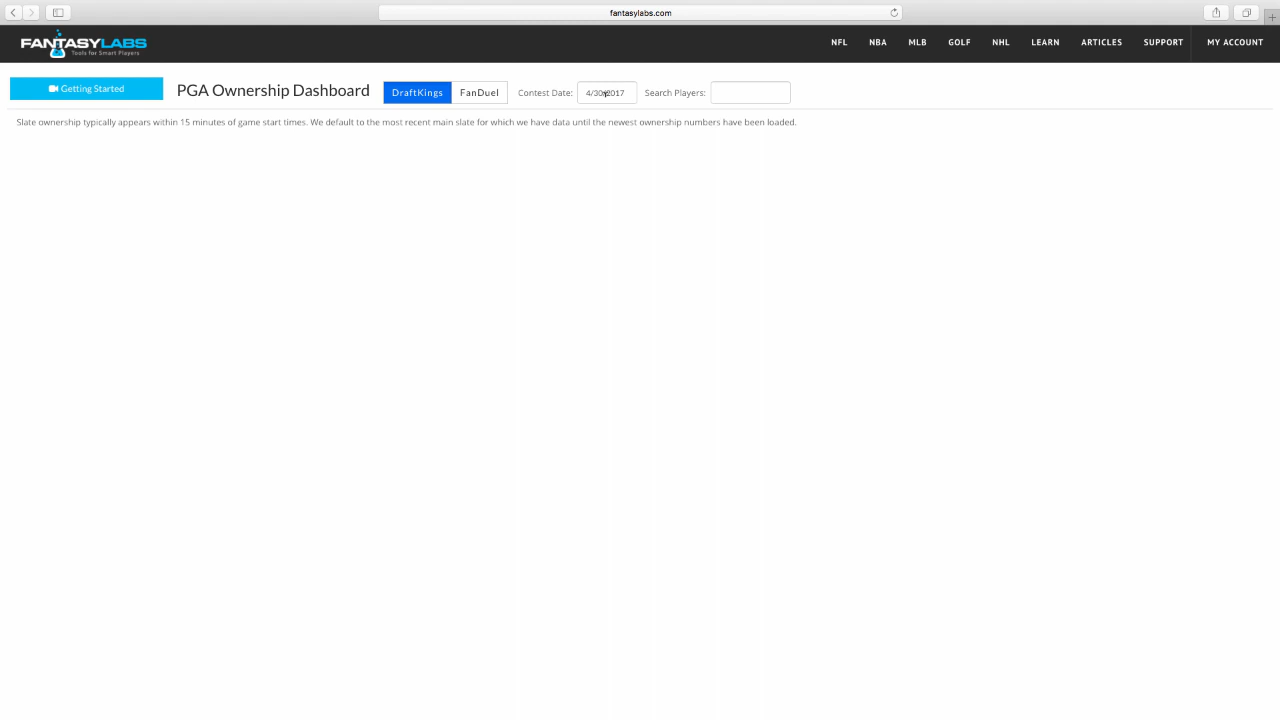 fantasylabs.com
FANTASYLABS
Tools for Smart Players
NFL NBA MLB GOLF NHL LEARN ARTICLES SUPPORT MY ACCOUNT
Getting Started PGA Ownership Dashboard DraftKings FanDuel Contest Date: 4/30/2017 Search Players:
Slate ownership typically appears within 15 minutes of game start times. We default to the most recent main slate for which we have data until the newest ownership numbers have been loaded.